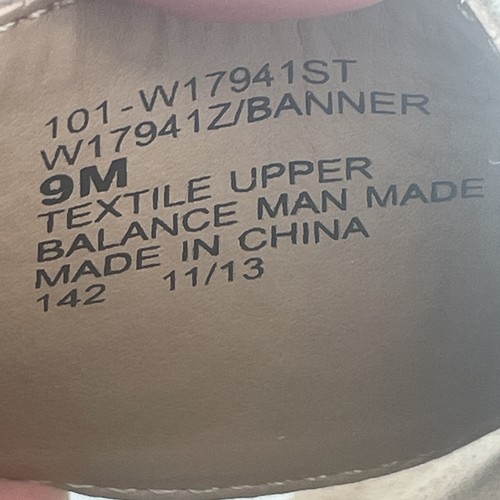 101-W17941ST
W17941Z/BANNER
9M
TEXTILE UPPER
BALANCE MAN MADE
MADE IN CHINA
142 11/13